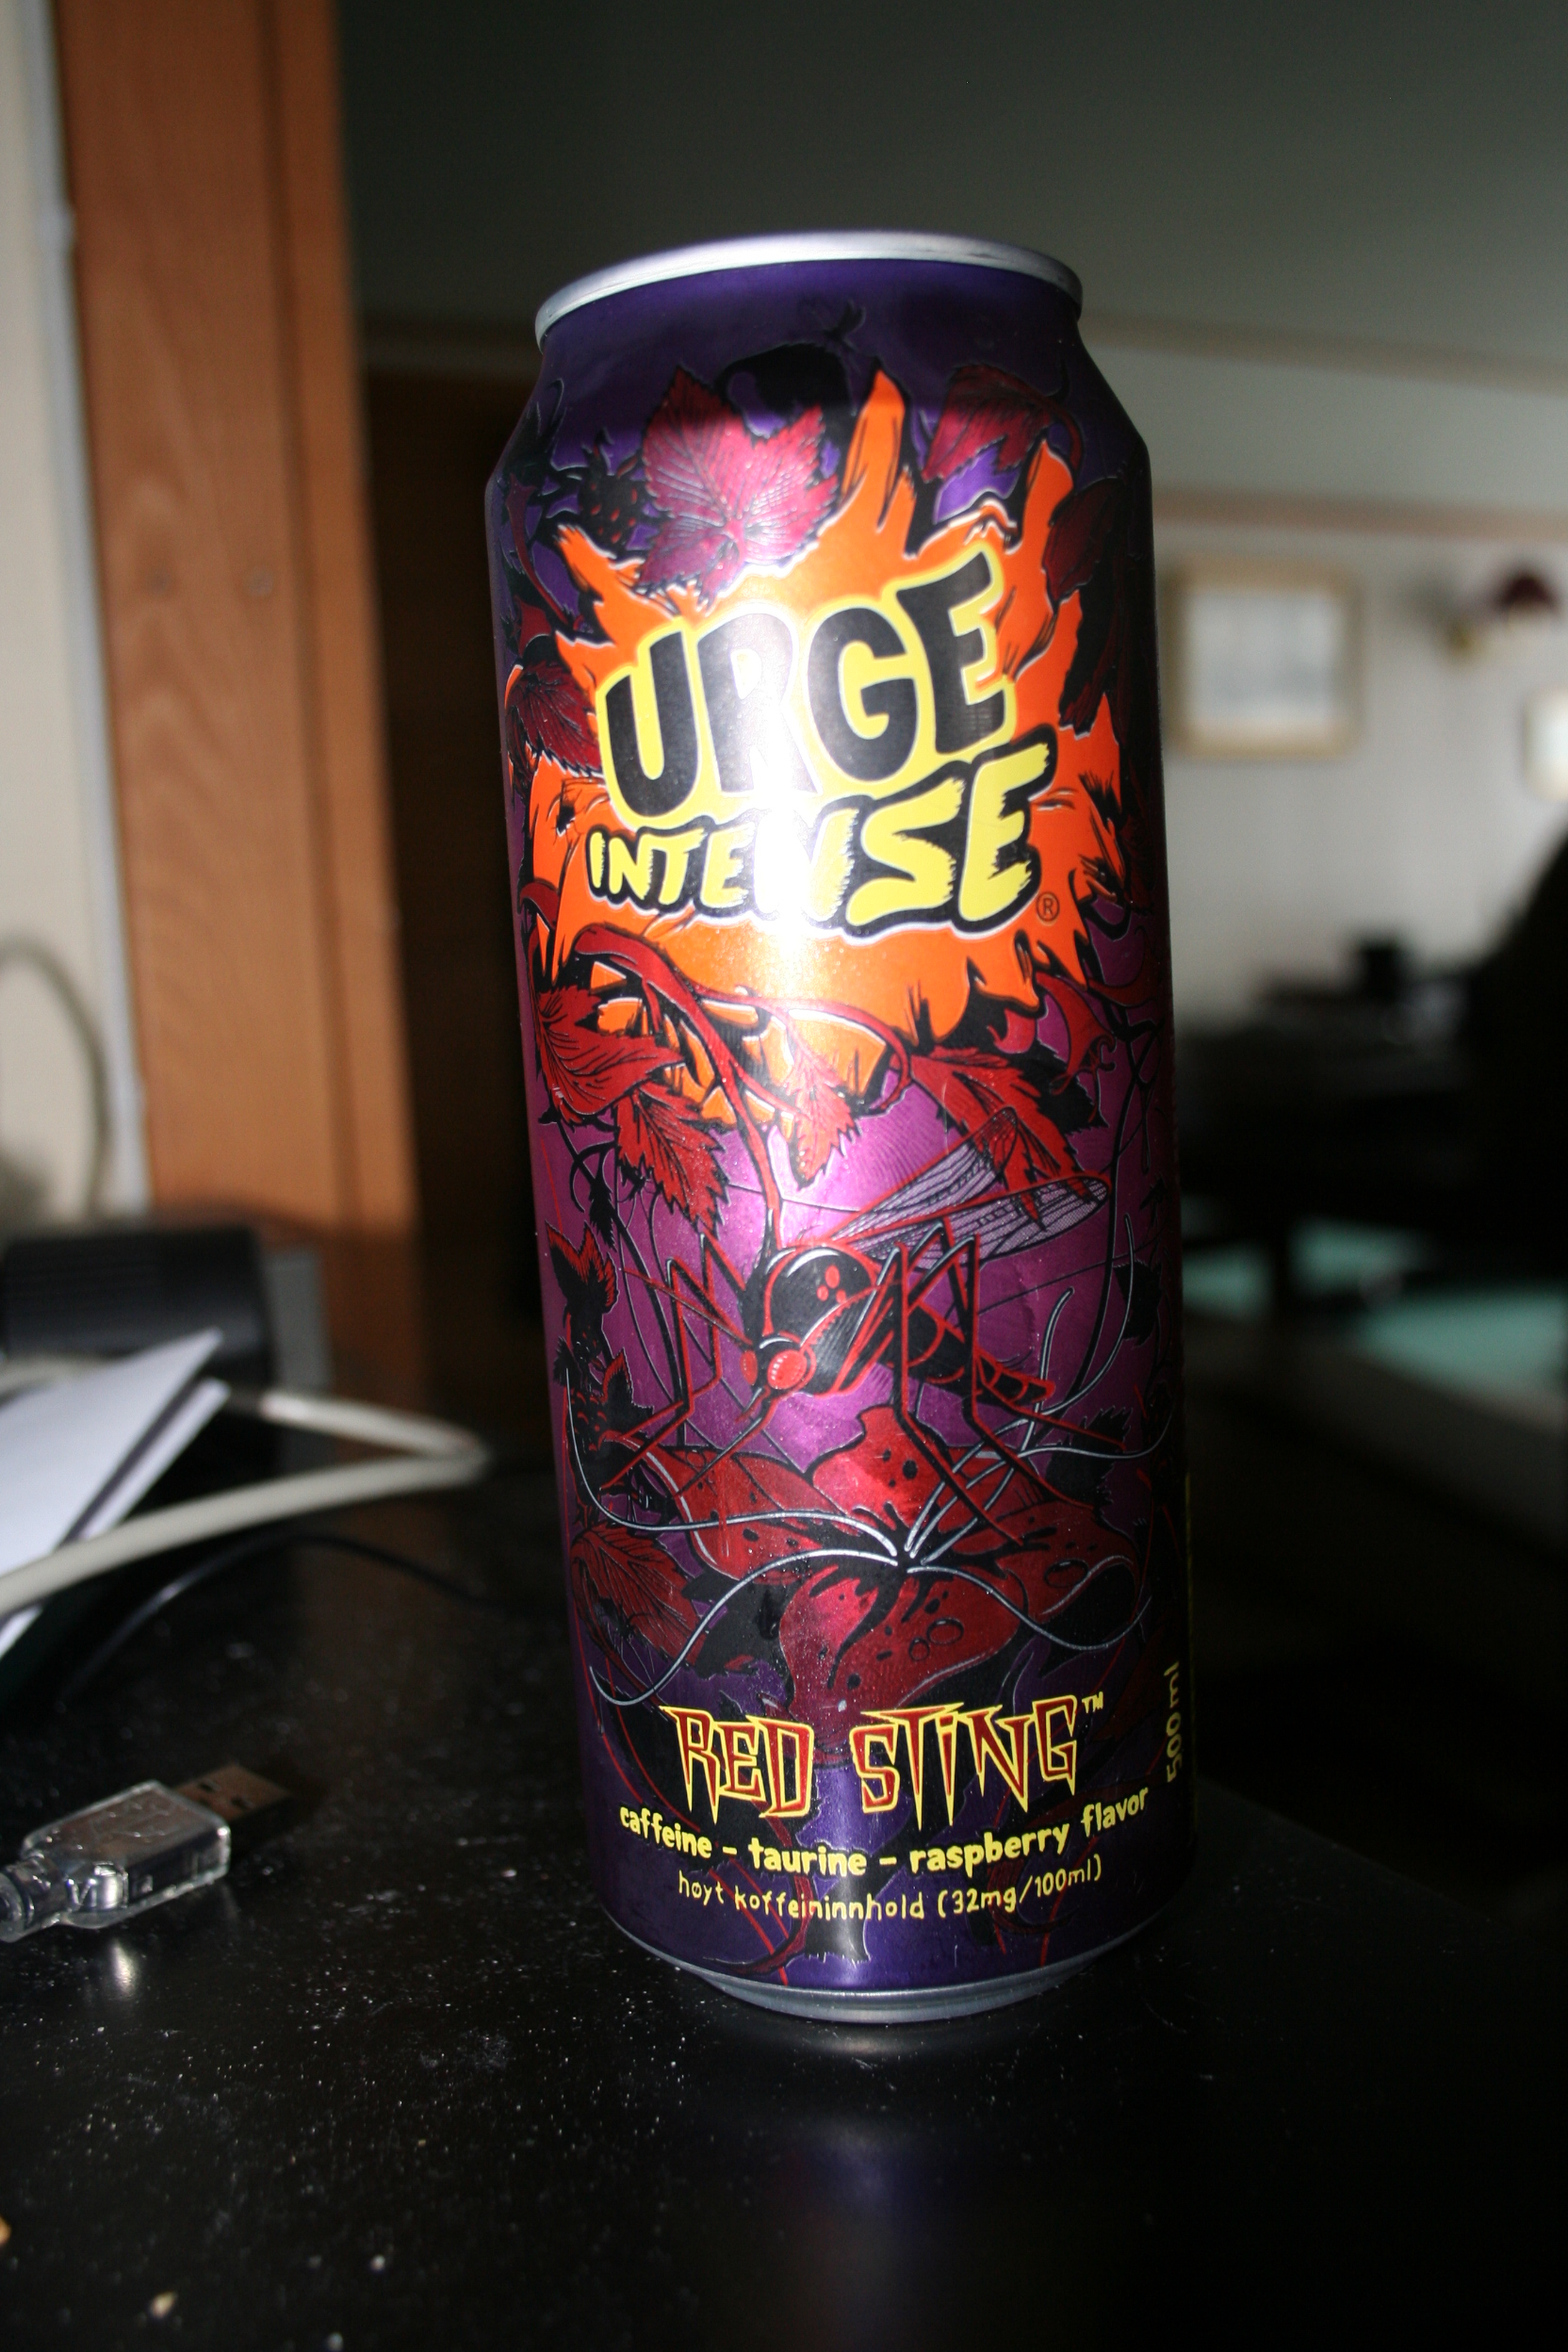 URGE
INTENSE
®
RED STING™
caffeine - taurine - raspberry flavor
høyt koffeininnhold (32mg/100ml)
500 ml